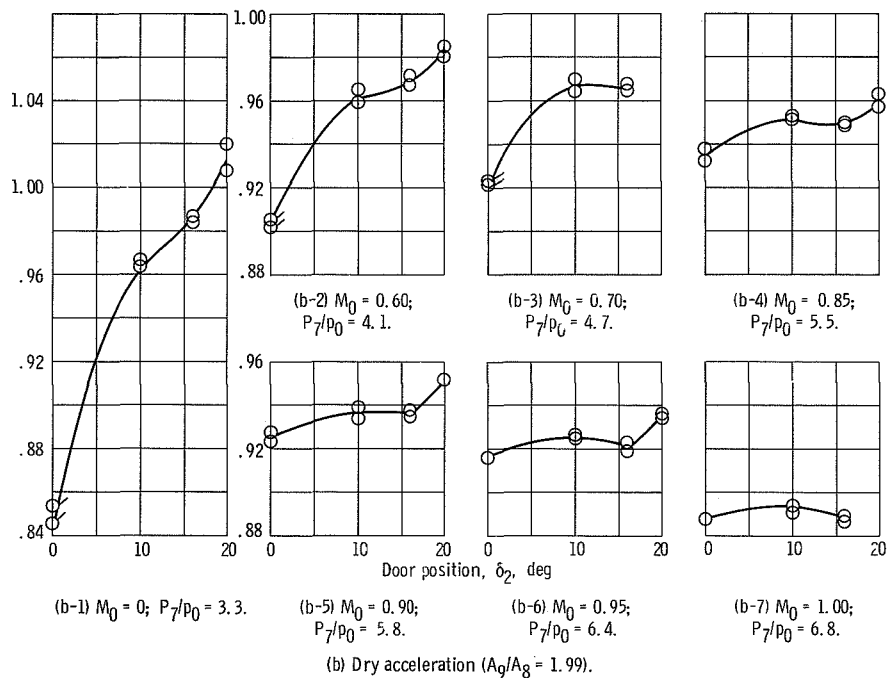 1.00
1.04
.96
1.00
.92
.96
.88
(b-2) M0 = 0.60;
P7/p0 = 4.1.
(b-3) M0 = 0.70;
P7/p0 = 4.7.
(b-4) M0 = 0.85;
P7/p0 = 5.5.
.92
.96
.88
.92
.84
.88
0 10 20 0 10 20 0 10 20 0 10 20
Door position, δ2, deg
(b-1) M0 = 0; P7/p0 = 3.3.
(b-5) M0 = 0.90;
P7/p0 = 5.8.
(b-6) M0 = 0.95;
P7/p0 = 6.4.
(b-7) M0 = 1.00;
P7/p0 = 6.8.
(b) Dry acceleration (A9/A8 = 1.99).